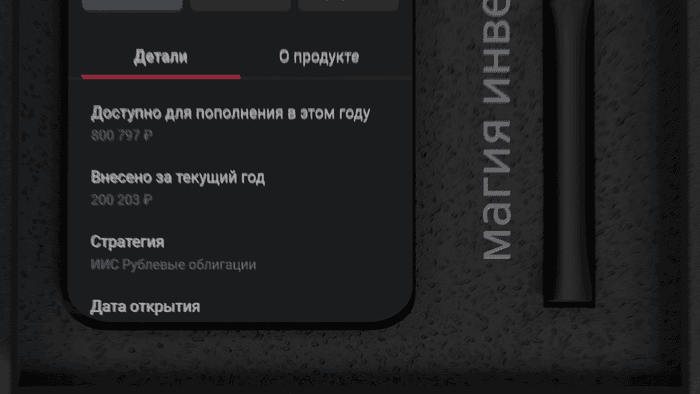 Детали
О продукте
Доступно для пополнения в этом году
800 797 ₽
Внесено за текущий год
200 203 ₽
Стратегия
ИИС Рублевые облигации
Дата открытия
магия инве